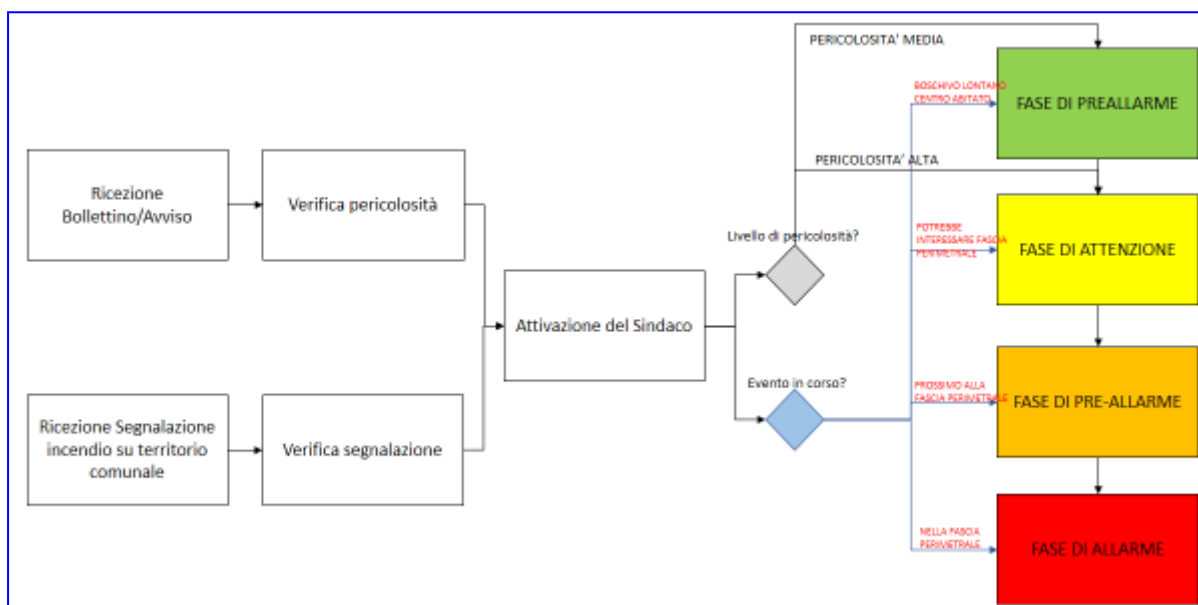 PERICOLOSITA' MEDIA
BOSCHIVO LONTANO
CENTRO ABITATO
FASE DI PREALLARME
PERICOLOSITA' ALTA
Ricezione
Bollettino/Avviso
Verifica pericolosità
Livello di pericolosità?
POTREBBE
INTERESSARE FASCIA
PERIMETRALE
FASE DI ATTENZIONE
Attivazione del Sindaco
Evento in corso?
PROSSIMO ALLA
FASCIA PERIMETRALE
FASE DI PRE-ALLARME
Ricezione Segnalazione
incendio su territorio
comunale
Verifica segnalazione
NELLA FASCIA
PERIMETRALE
FASE DI ALLARME